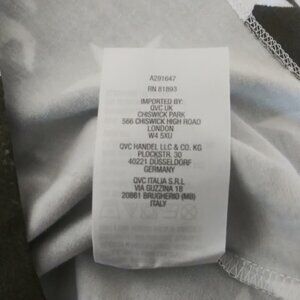 A291647
RN 81893
IMPORTED BY:
QVC UK
CHISWICK PARK
566 CHISWICK HIGH ROAD
LONDON
W4 5XU
QVC HANDEL LLC & CO. KG
PLOCKSTR. 30
40221 DUSSELDORF
GERMANY
QVC ITALIA S.R.L
VIA GUZZINA 18
20861 BRUGHERIO (MB)
ITALY